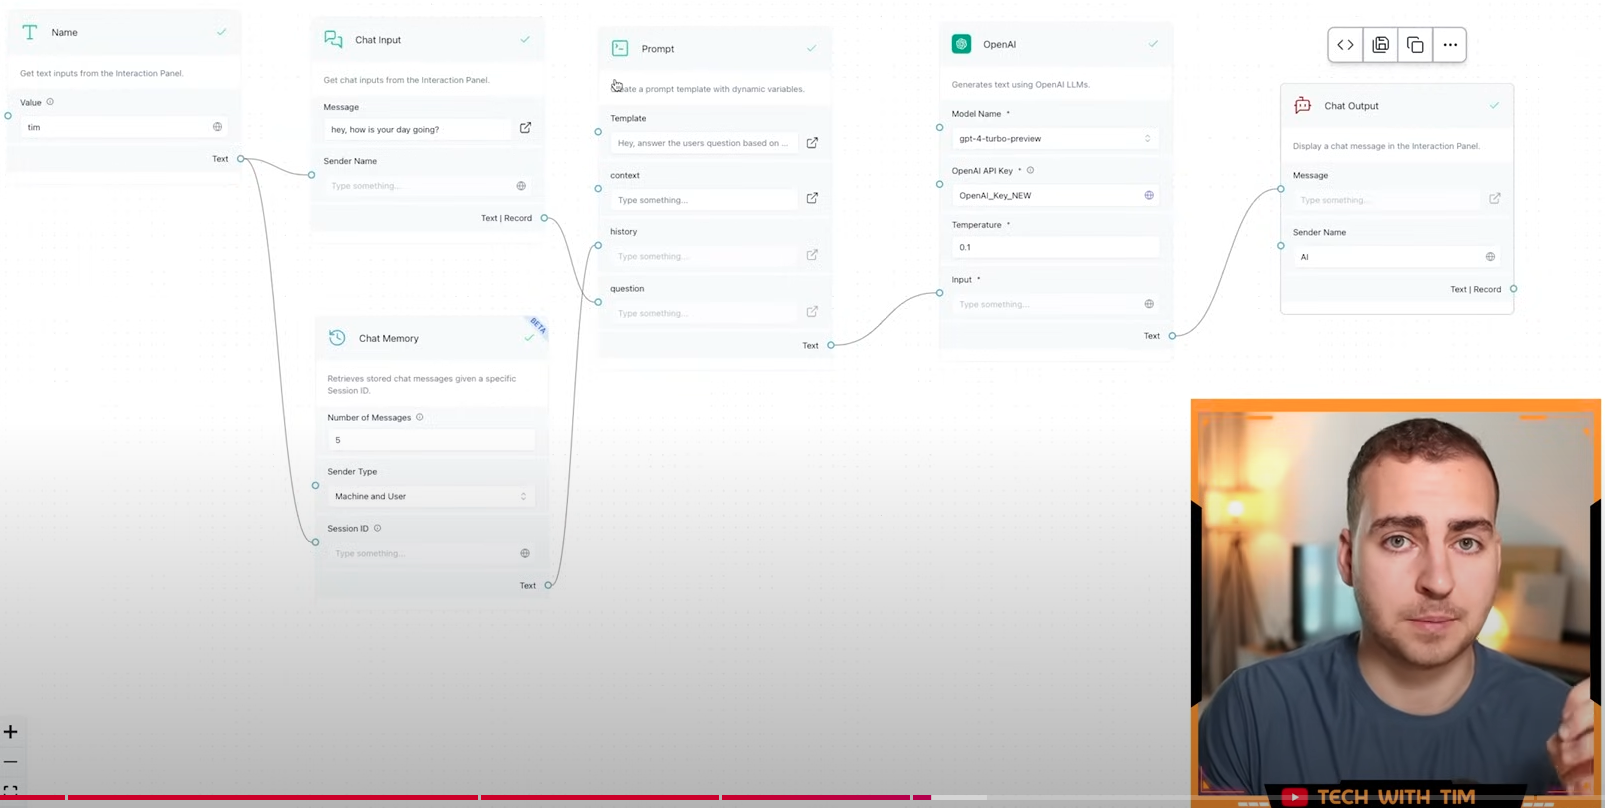 Name
Get text inputs from the Interaction Panel.
Value
tim
Text
Chat Input
Get chat inputs from the Interaction Panel.
Message
hey, how is your day going?
Sender Name
Type something...
Text | Record
Chat Memory
BETA
Retrieves stored chat messages given a specific
Session ID.
Number of Messages
5
Sender Type
Machine and User
Session ID
Type something...
Text
Prompt
Create a prompt template with dynamic variables.
Template
Hey, answer the users question based on ...
context
Type something...
history
Type something...
question
Type something...
Text
OpenAI
Generates text using OpenAI LLMs.
Model Name *
gpt-4-turbo-preview
OpenAI API Key *
OpenAI_Key_NEW
Temperature *
0.1
Input *
Type something...
Text
Chat Output
Display a chat message in the Interaction Panel.
Message
Type something...
Sender Name
AI
Text | Record
TECH WITH TIM